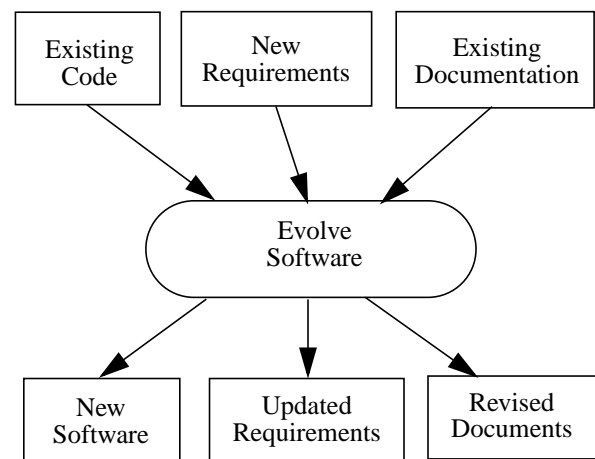 Existing
Code
New
Requirements
Existing
Documentation
Evolve
Software
New
Software
Updated
Requirements
Revised
Documents